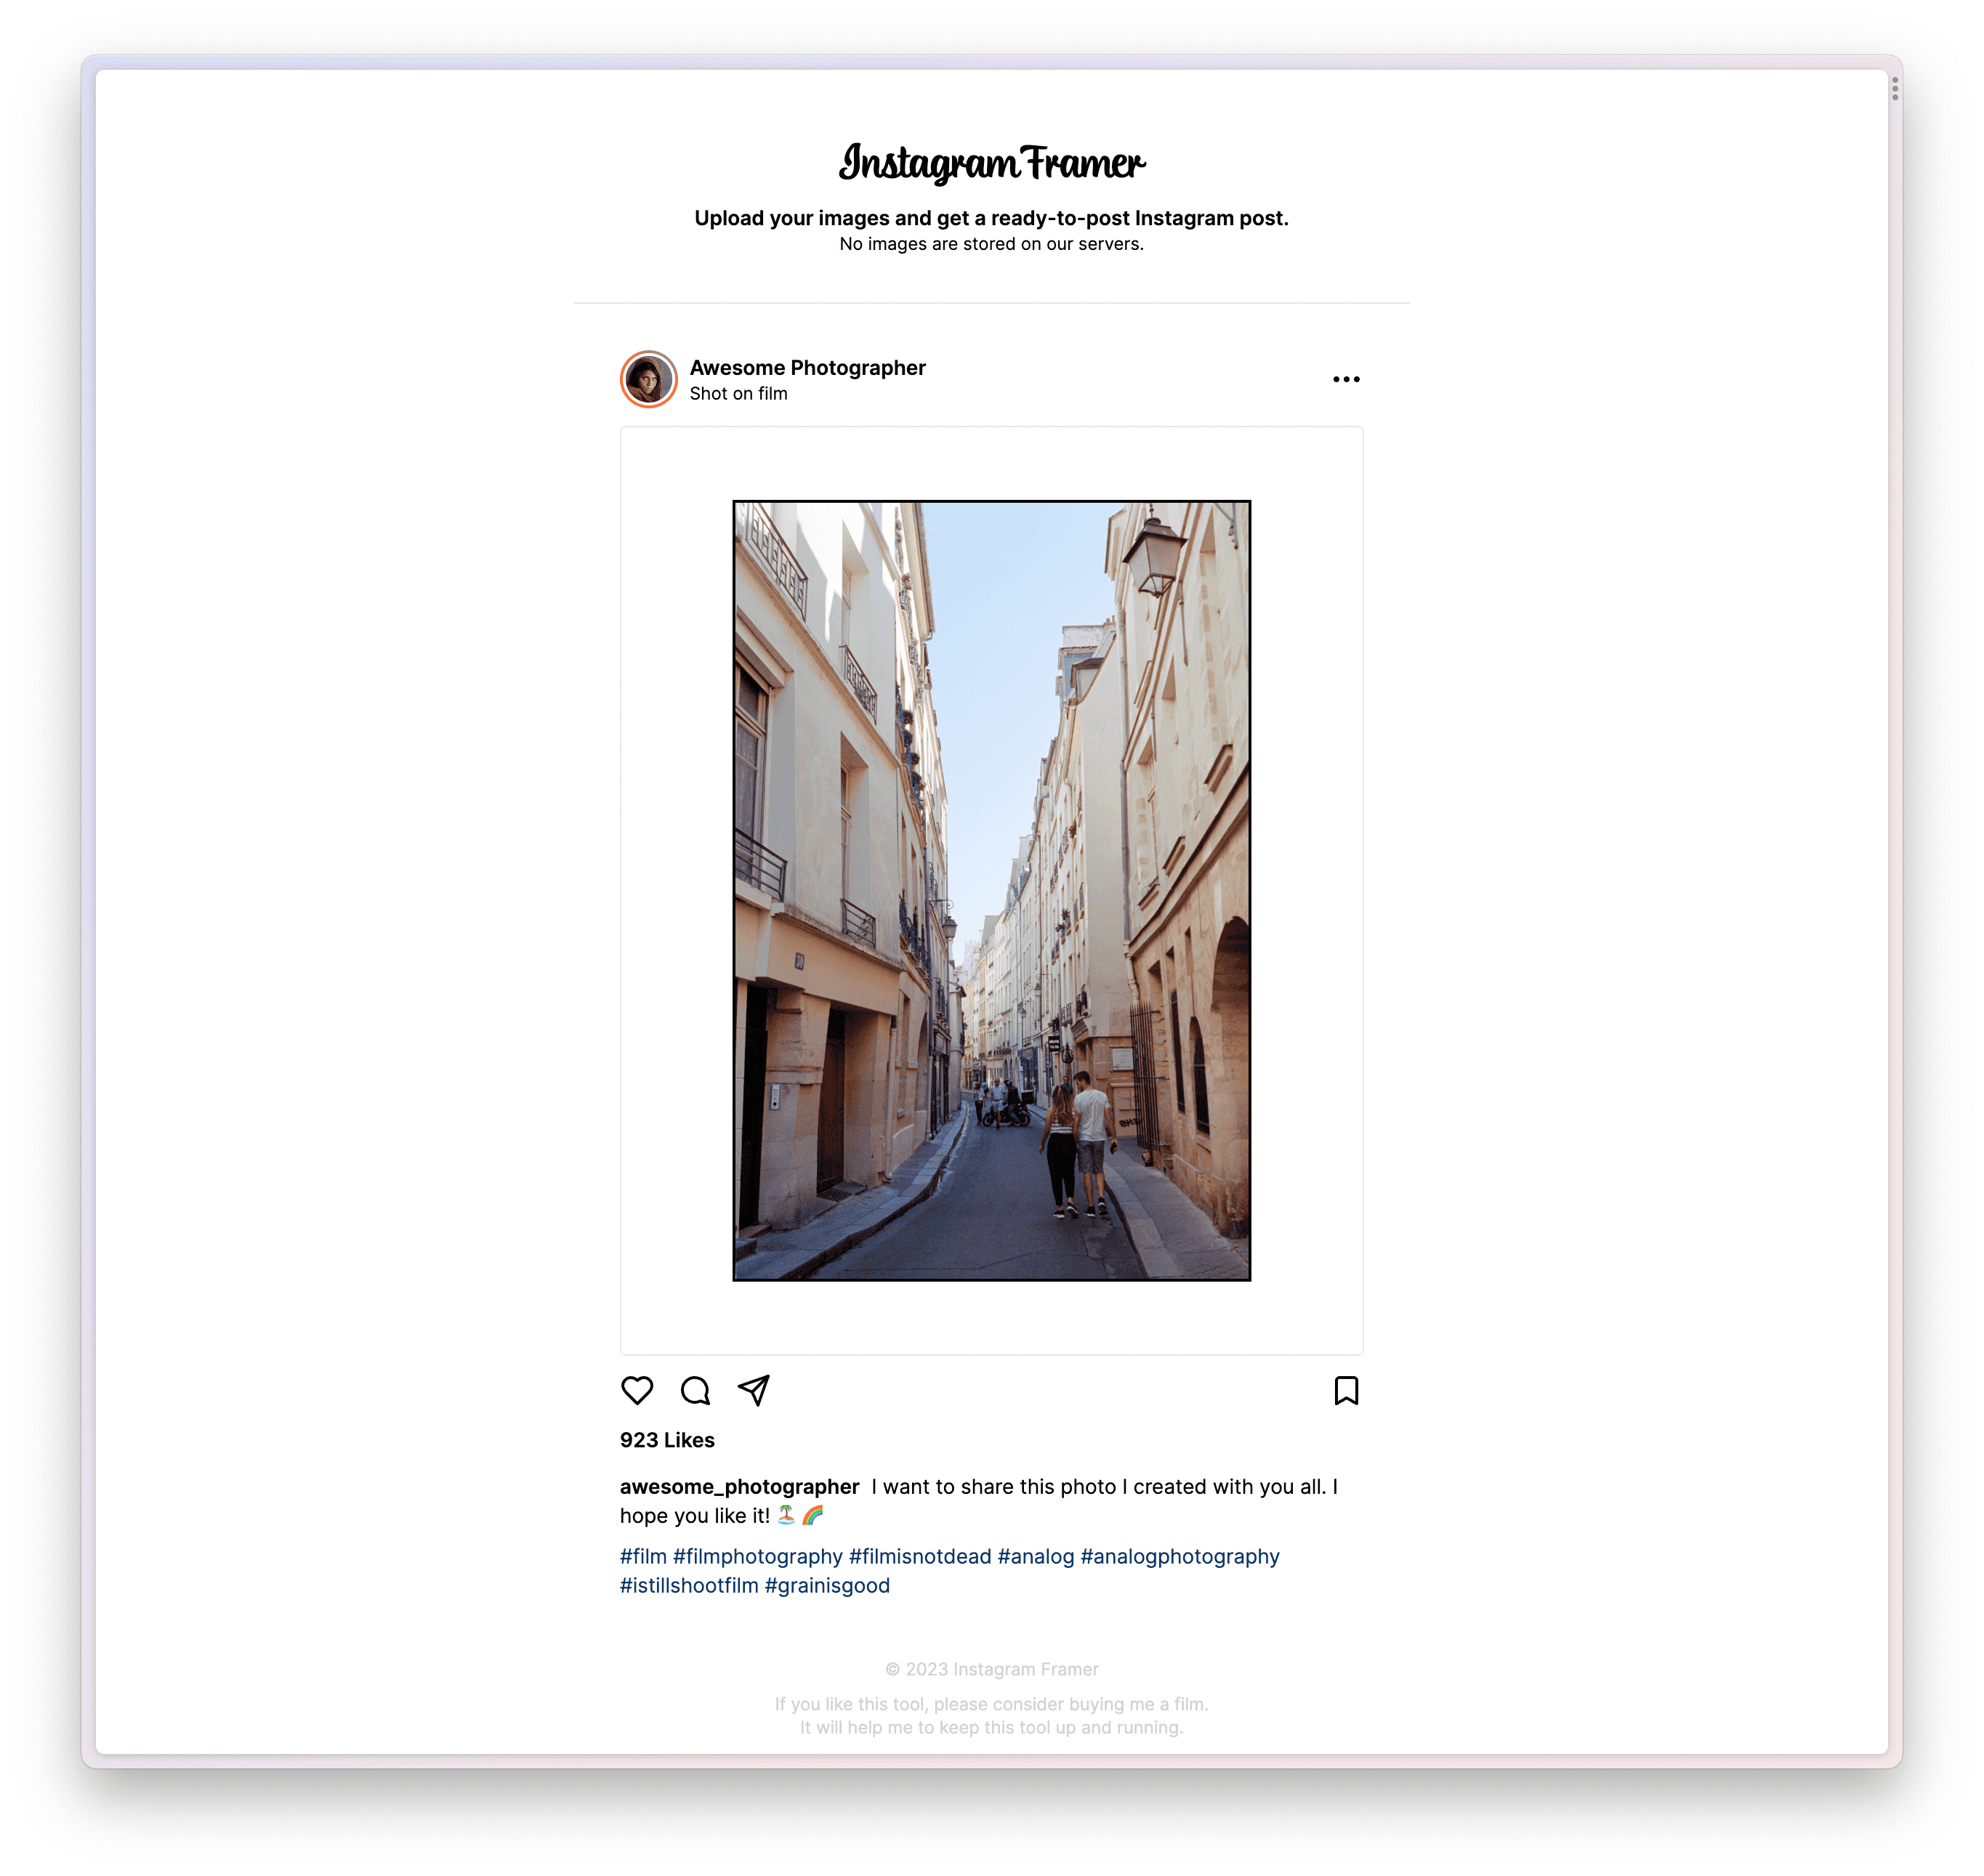 Instagram Framer
Upload your images and get a ready-to-post Instagram post.
No images are stored on our servers.
Awesome Photographer
Shot on film
30
923 Likes
awesome_photographer I want to share this photo I created with you all. I
hope you like it! 🏝️🌈
#film #filmphotography #filmisnotdead #analog #analogphotography
#istillshootfilm #grainisgood
© 2023 Instagram Framer
If you like this tool, please consider buying me a film.
It will help me to keep this tool up and running.